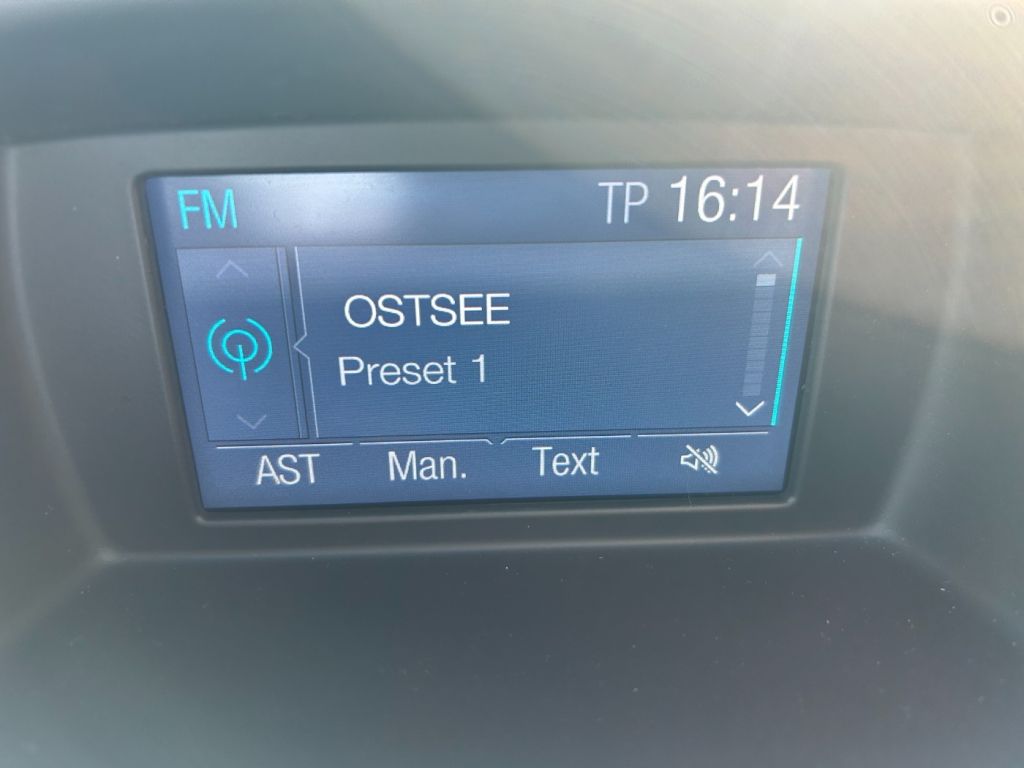 FM TP 16:14
OSTSEE
Preset 1
AST Man. Text